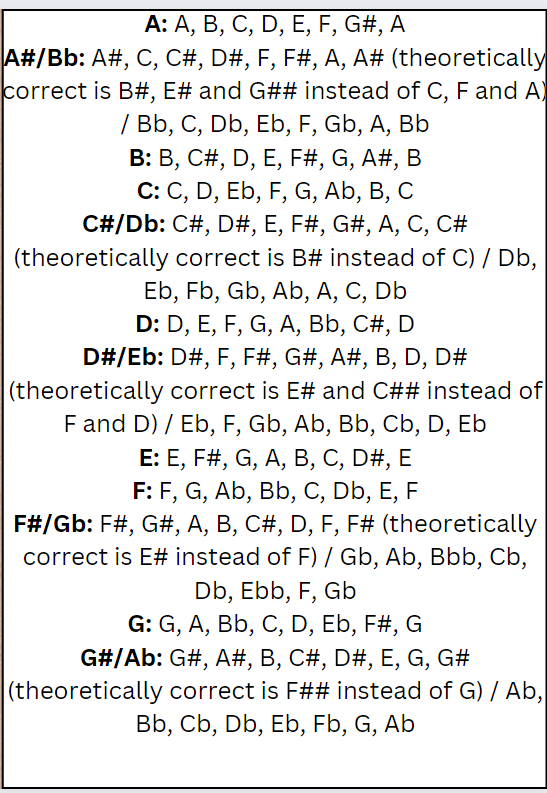 A: A, B, C, D, E, F, G#, A
A#/Bb: A#, C, C#, D#, F, F#, A, A# (theoretically
correct is B#, E# and G## instead of C, F and A)
/ Bb, C, Db, Eb, F, Gb, A, Bb
B: B, C#, D, E, F#, G, A#, B
C: C, D, Eb, F, G, Ab, B, C
C#/Db: C#, D#, E, F#, G#, A, C, C#
(theoretically correct is B# instead of C) / Db,
Eb, Fb, Gb, Ab, A, C, Db
D: D, E, F, G, A, Bb, C#, D
D#/Eb: D#, F, F#, G#, A#, B, D, D#
(theoretically correct is E# and C## instead of
F and D) / Eb, F, Gb, Ab, Bb, Cb, D, Eb
E: E, F#, G, A, B, C, D#, E
F: F, G, Ab, Bb, C, Db, E, F
F#/Gb: F#, G#, A, B, C#, D, F, F# (theoretically
correct is E# instead of F) / Gb, Ab, Bbb, Cb,
Db, Ebb, F, Gb
G: G, A, Bb, C, D, Eb, F#, G
G#/Ab: G#, A#, B, C#, D#, E, G, G#
(theoretically correct is F## instead of G) / Ab,
Bb, Cb, Db, Eb, Fb, G, Ab